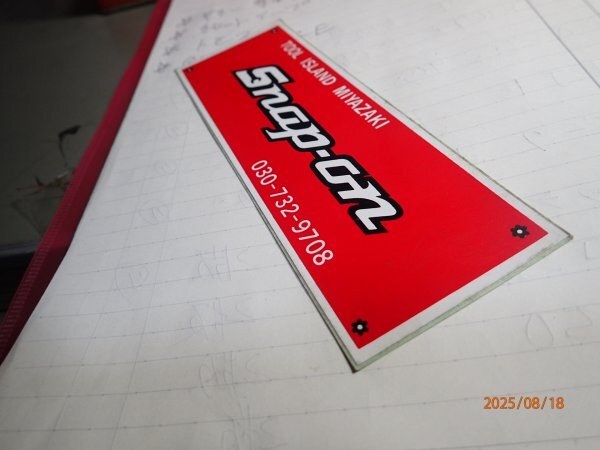 TOOL ISLAND MIYAZAKI
Snap-on
030-732-9708
2025/08/18